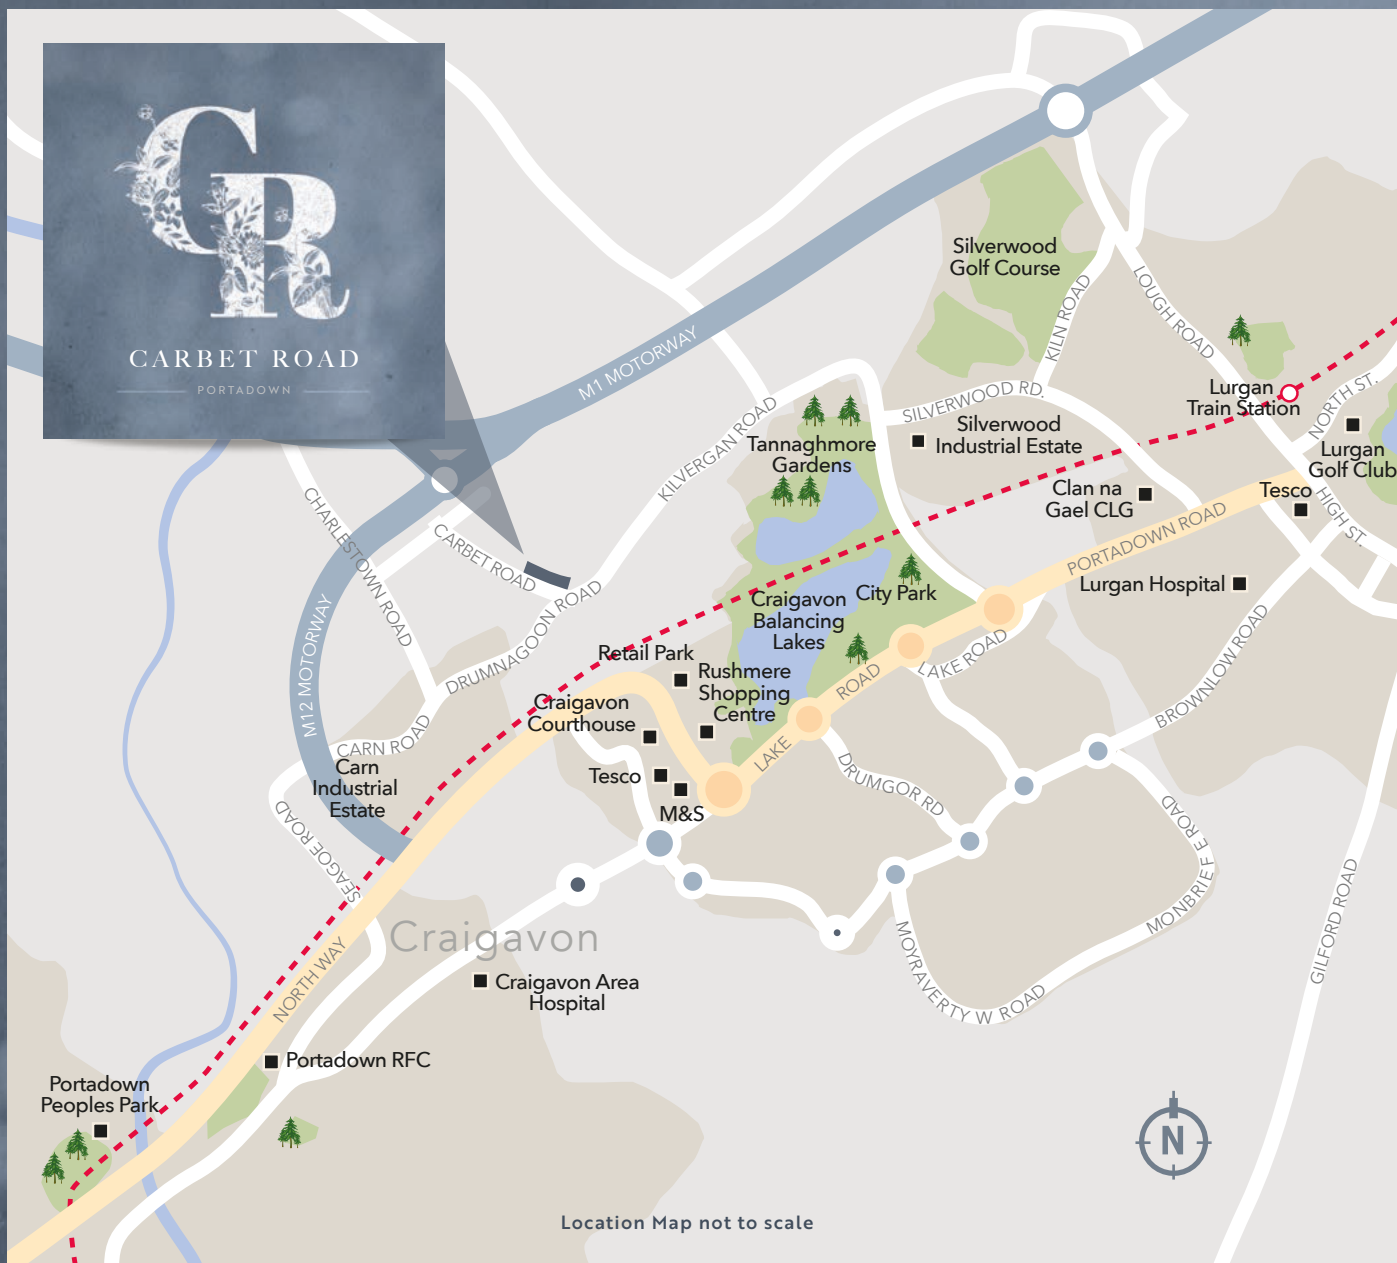 CR
CARBET ROAD
PORTADOWN
M1 MOTORWAY
Silverwood
Golf Course
KILN ROAD
LOUGH ROAD
Lurgan
Train Station
NORTH ST.
Lurgan
Golf Club
SILVERWOOD RD.
Silverwood
Industrial Estate
KILVERGAN ROAD
Tannaghmore
Gardens
Clan na
Gael CLG
Tesco
HIGH ST.
PORTADOWN ROAD
CHARLESTOWN ROAD
CARBET ROAD
DRUMNAGOON ROAD
Craigavon
Balancing
Lakes
City Park
Lurgan Hospital
M12 MOTORWAY
Retail Park
Rushmere
Shopping
Centre
Craigavon
Courthouse
LAKE ROAD
LAKE ROAD
BROWNLOW ROAD
CARN ROAD
Carn
Industrial
Estate
Tesco
M&S
DRUMGOR RD
SEAGOE ROAD
MONBRIEF E ROAD
GILFORD ROAD
Craigavon
NORTH WAY
Craigavon Area
Hospital
MOYRAVERTY W ROAD
Portadown RFC
Portadown
Peoples Park
N
Location Map not to scale